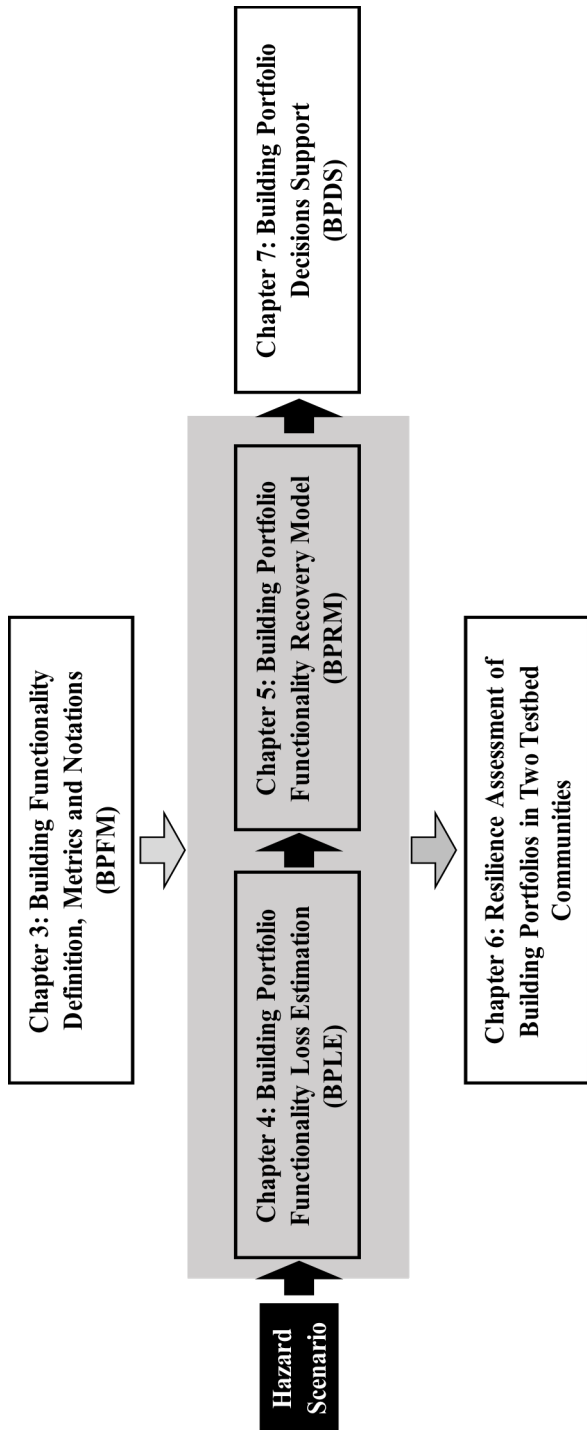 Chapter 3: Building Functionality
Definition, Metrics and Notations
(BPFM)
Hazard
Scenario
Chapter 4: Building Portfolio
Functionality Loss Estimation
(BPLE)
Chapter 5: Building Portfolio
Functionality Recovery Model
(BPRM)
Chapter 7: Building Portfolio
Decisions Support
(BPDS)
Chapter 6: Resilience Assessment of
Building Portfolios in Two Testbed
Communities